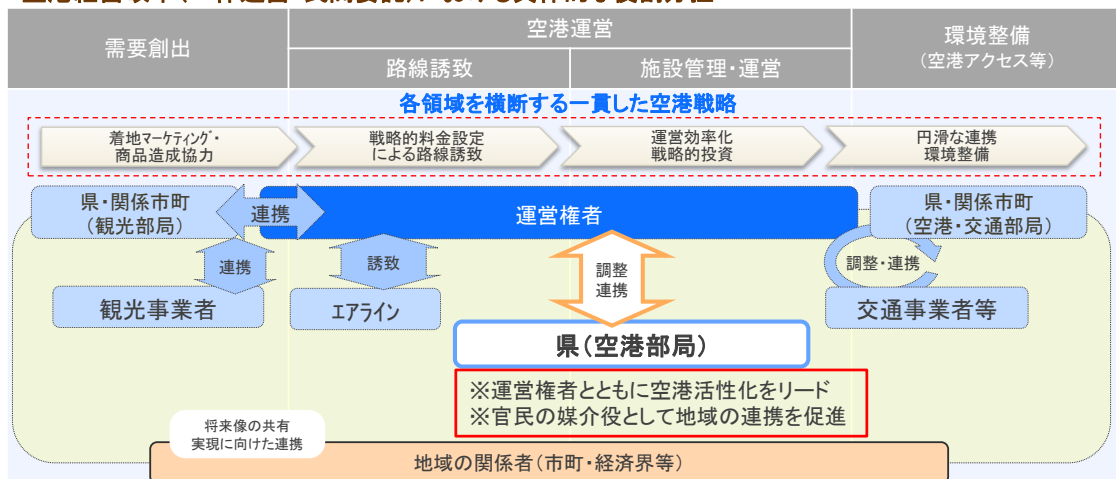 需要創出
空港運営
環境整備
(空港アクセス等)
路線誘致
施設管理・運営
各領域を横断する一貫した空港戦略
着地マーケティング・
商品造成協力
戦略的料金設定
による路線誘致
運営効率化
戦略的投資
円滑な連携
環境整備
県・関係市町
(観光部局)
連携
運営権者
県・関係市町
(空港・交通部局)
連携
誘致
調整
連携
調整・連携
観光事業者
エアライン
交通事業者等
県(空港部局)
※運営権者とともに空港活性化をリード
※官民の媒介役として地域の連携を促進
将来像の共有
実現に向けた連携
地域の関係者(市町・経済界等)